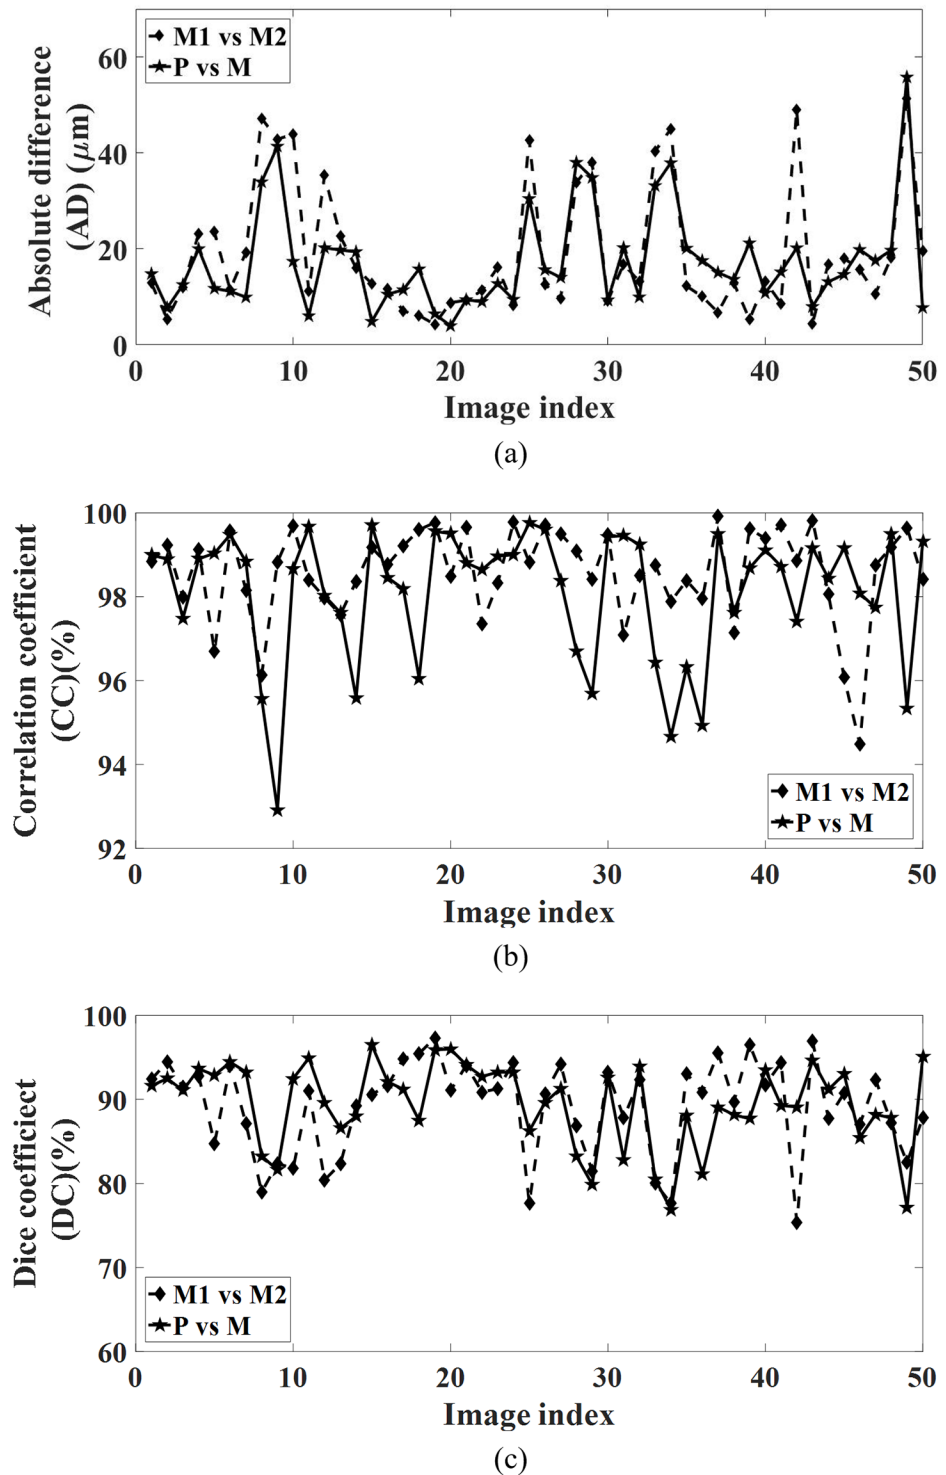 M1 vs M2
P vs M
Absolute difference
(AD) (μm)
60
40
20
0
0 10 20 30 40 50
Image index
(a)
Correlation coefficient
(CC)(%)
100
98
96
94
92
M1 vs M2
P vs M
0 10 20 30 40 50
Image index
(b)
Dice coefficiect
(DC)(%)
100
90
80
70
60
M1 vs M2
P vs M
0 10 20 30 40 50
Image index
(c)